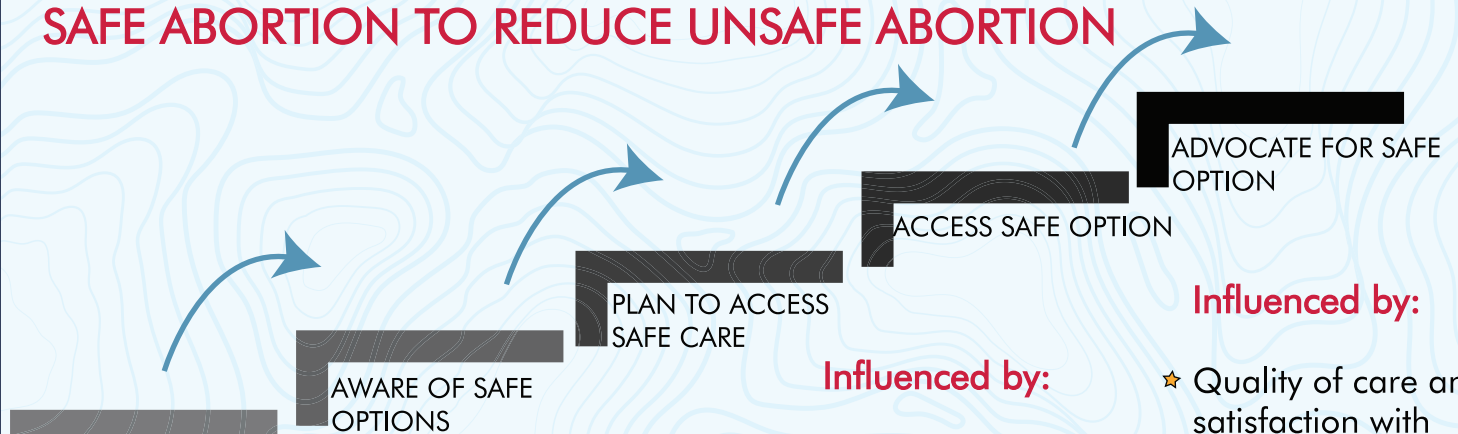 SAFE ABORTION TO REDUCE UNSAFE ABORTION
ADVOCATE FOR SAFE
OPTION
ACCESS SAFE OPTION
PLAN TO ACCESS
SAFE CARE
AWARE OF SAFE
OPTIONS
Influenced by:
Influenced by:
Quality of care
satisfaction with